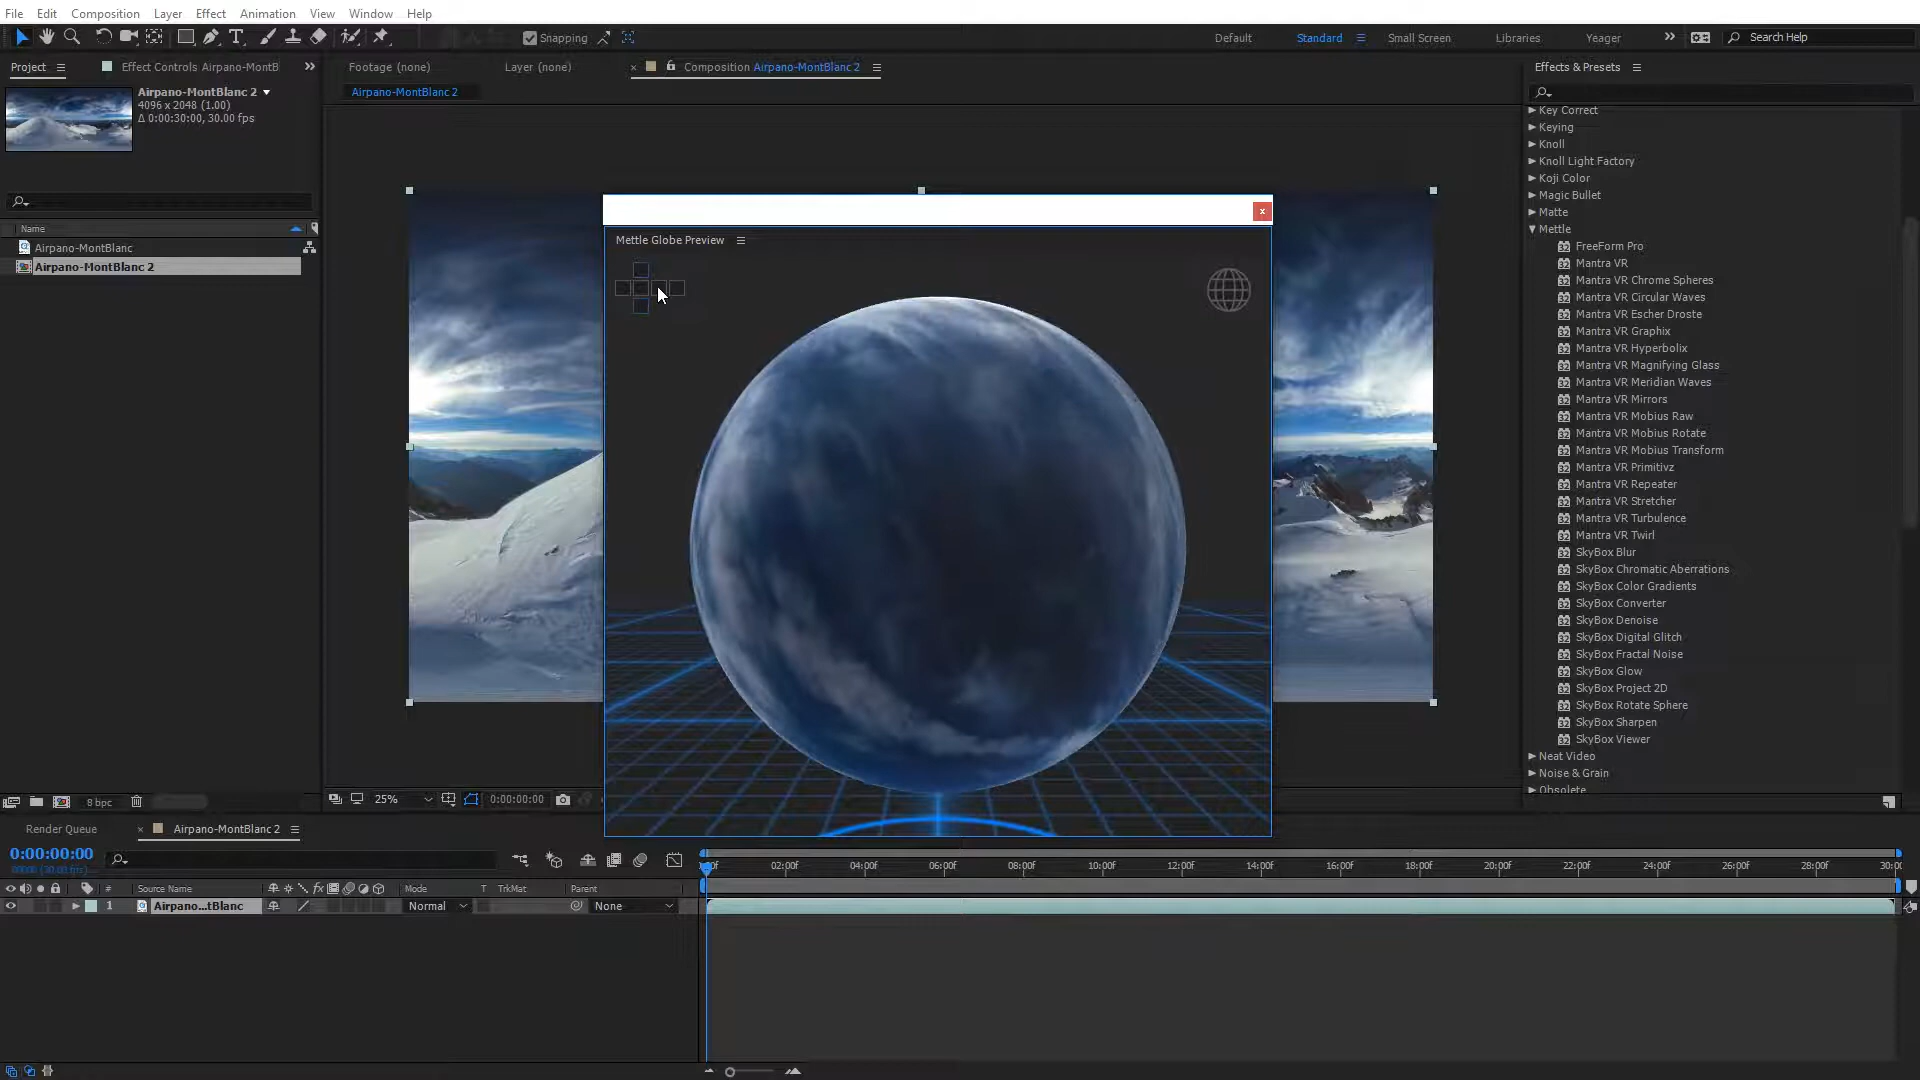 File Edit Composition Layer Effect Animation View Window Help
Snapping
Default Standard Small Screen Libraries Yeager Search Help
Project Effect Controls Airpano-MontB
Footage (none) Layer (none) Composition Airpano-MontBlanc 2
Effects & Presets
Airpano-MontBlanc 2
4096 x 2048 (1.00)
Δ 0:00:30:00, 30.00 fps
Airpano-MontBlanc 2
Name
Airpano-MontBlanc
Airpano-MontBlanc 2
Mettle Globe Preview
Key Correct
Keying
Knoll
Knoll Light Factory
Koji Color
Magic Bullet
Matte
Mettle
FreeForm Pro
Mantra VR
Mantra VR Chrome Spheres
Mantra VR Circular Waves
Mantra VR Escher Droste
Mantra VR Graphix
Mantra VR Hyperbolix
Mantra VR Magnifying Glass
Mantra VR Meridian Waves
Mantra VR Mirrors
Mantra VR Mobius Raw
Mantra VR Mobius Rotate
Mantra VR Mobius Transform
Mantra VR Primitivz
Mantra VR Repeater
Mantra VR Stretcher
Mantra VR Turbulence
Mantra VR Twirl
SkyBox Blur
SkyBox Chromatic Aberrations
SkyBox Color Gradients
SkyBox Converter
SkyBox Denoise
SkyBox Digital Glitch
SkyBox Fractal Noise
SkyBox Glow
SkyBox Project 2D
SkyBox Rotate Sphere
SkyBox Sharpen
SkyBox Viewer
Neat Video
Noise & Grain
Obsolete
8 bpc
25% 0:00:00:00
Render Queue Airpano-MontBlanc 2
0:00:00:00
# Source Name Mode T TrkMat Parent
1 Airpano...tBlanc Normal None
02:00f 04:00f 06:00f 08:00f 10:00f 12:00f 14:00f 16:00f 18:00f 20:00f 22:00f 24:00f 26:00f 28:00f